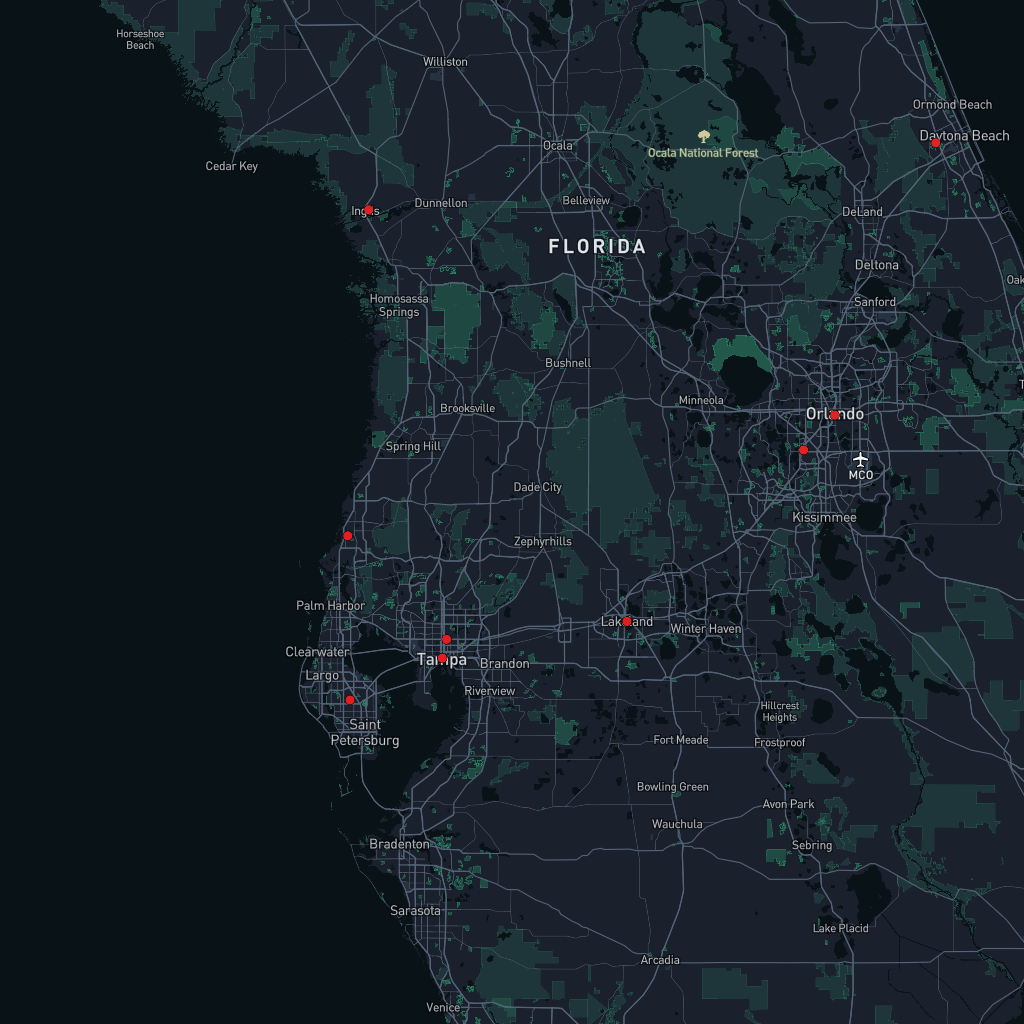 Horseshoe
Beach
Williston
Ormond Beach
Daytona Beach
Ocala
Ocala National Forest
Cedar Key
Inglis
Dunnellon
Belleview
DeLand
FLORIDA
Deltona
Oak
Homosassa
Springs
Sanford
Bushnell
T
Minneola
Brooksville
Orlando
Spring Hill
MCO
Dade City
Kissimmee
Zephyrhills
Palm Harbor
Lakeland
Winter Haven
Clearwater
Tampa
Brandon
Largo
Riverview
Hillcrest
Heights
Saint
Petersburg
Fort Meade
Frostproof
Bowling Green
Avon Park
Wauchula
Bradenton
Sebring
Sarasota
Lake Placid
Arcadia
Venice